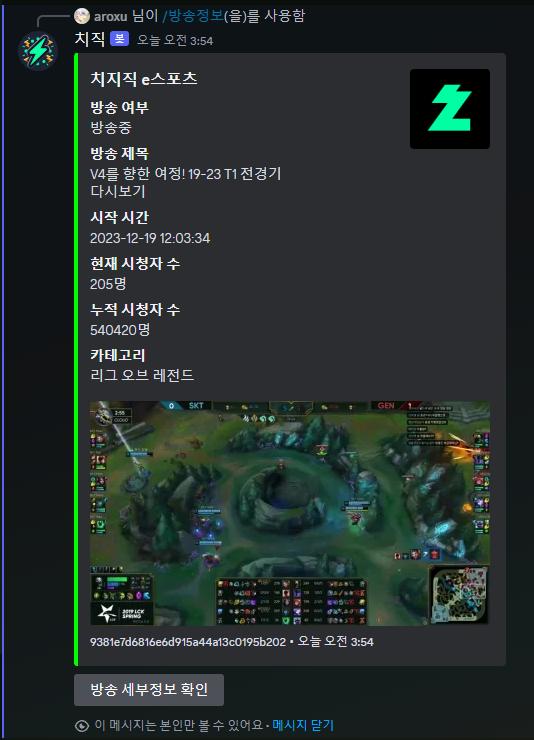 aroxu 님이 /방송정보(을)를 사용함
치직 봇 오늘 오전 3:54
치지직 e스포츠
방송 여부
방송중
방송 제목
V4를 향한 여정! 19-23 T1 전경기
다시보기
시작 시간
2023-12-19 12:03:34
현재 시청자 수
205명
누적 시청자 수
540420명
카테고리
리그 오브 레전드
0 SKT GEN 1
2:55
CLOUD
2019 LCK
SPRING
9381e7d6816e6d915a44a13c0195b202 • 오늘 오전 3:54
방송 세부정보 확인
이 메시지는 본인만 볼 수 있어요 • 메시지 닫기